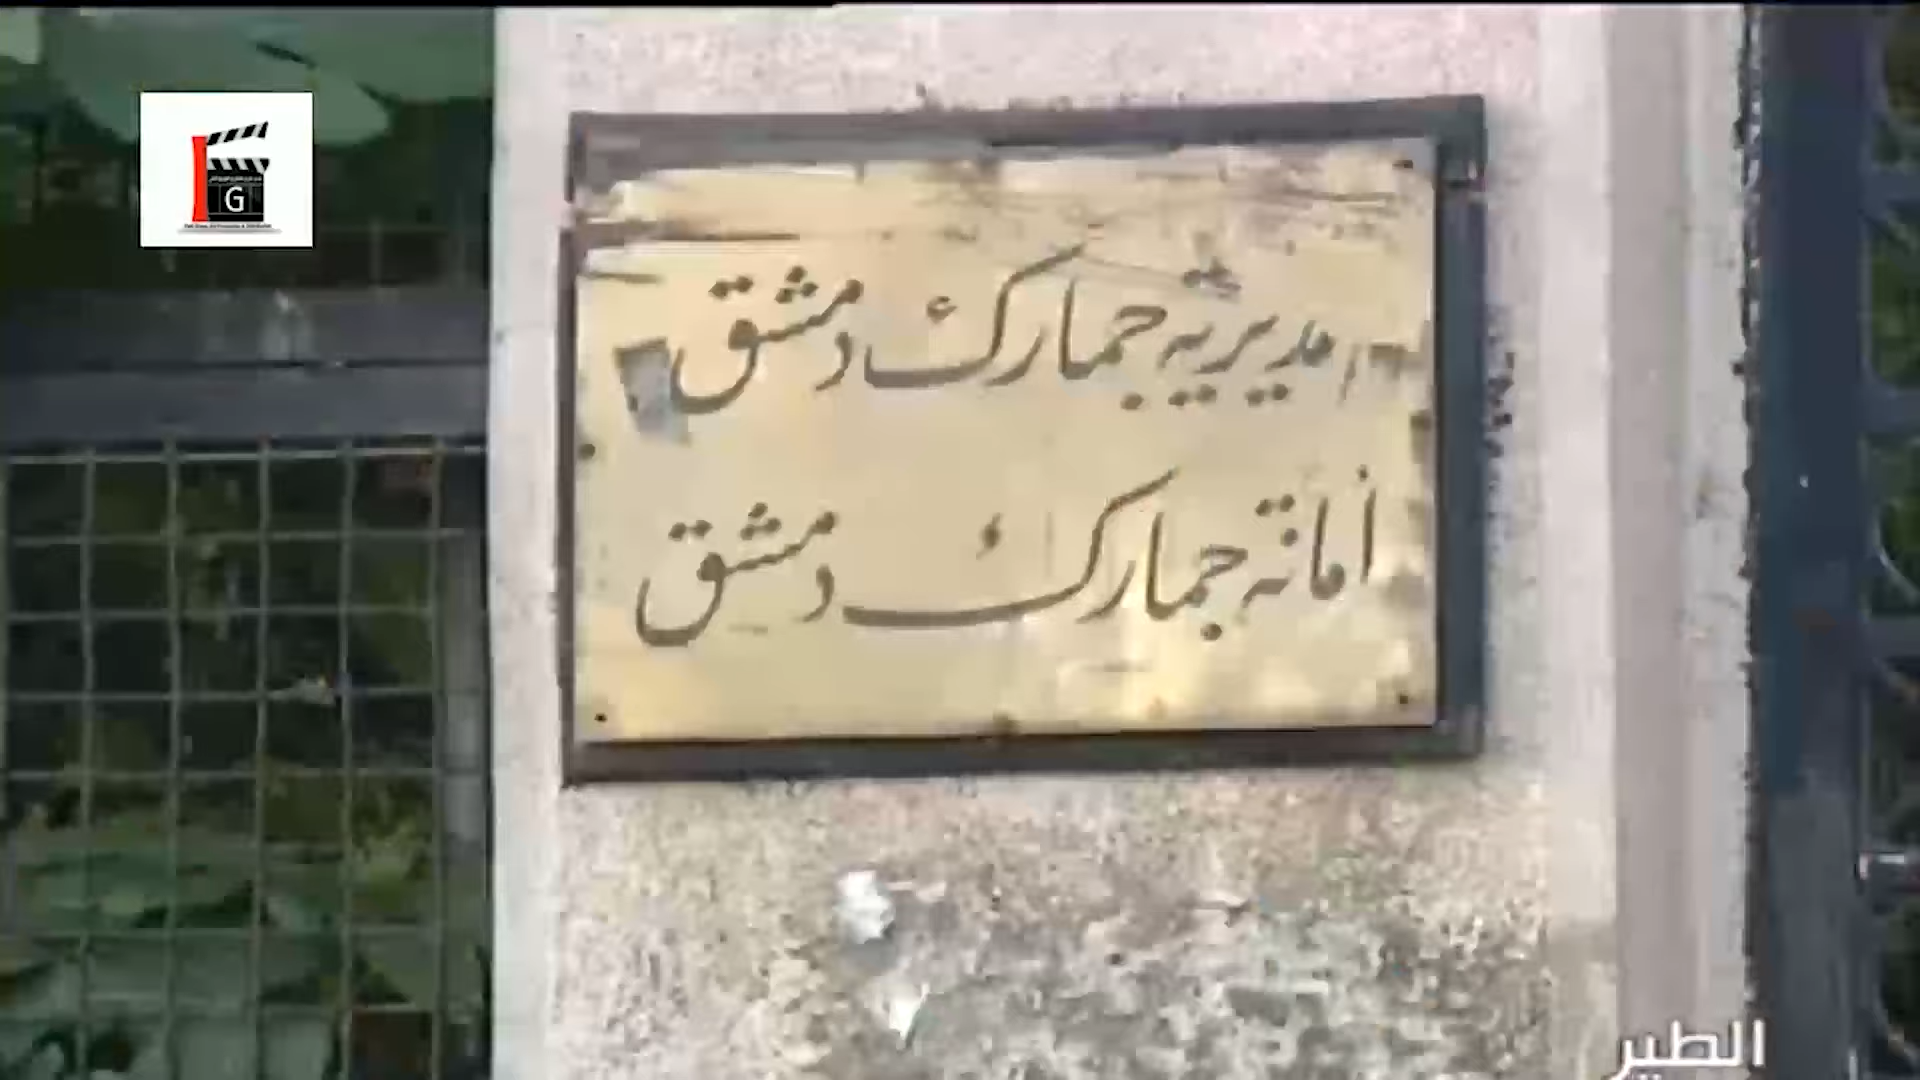 مديرية جمارك دمشق
أمانة جمارك دمشق
G
الطير